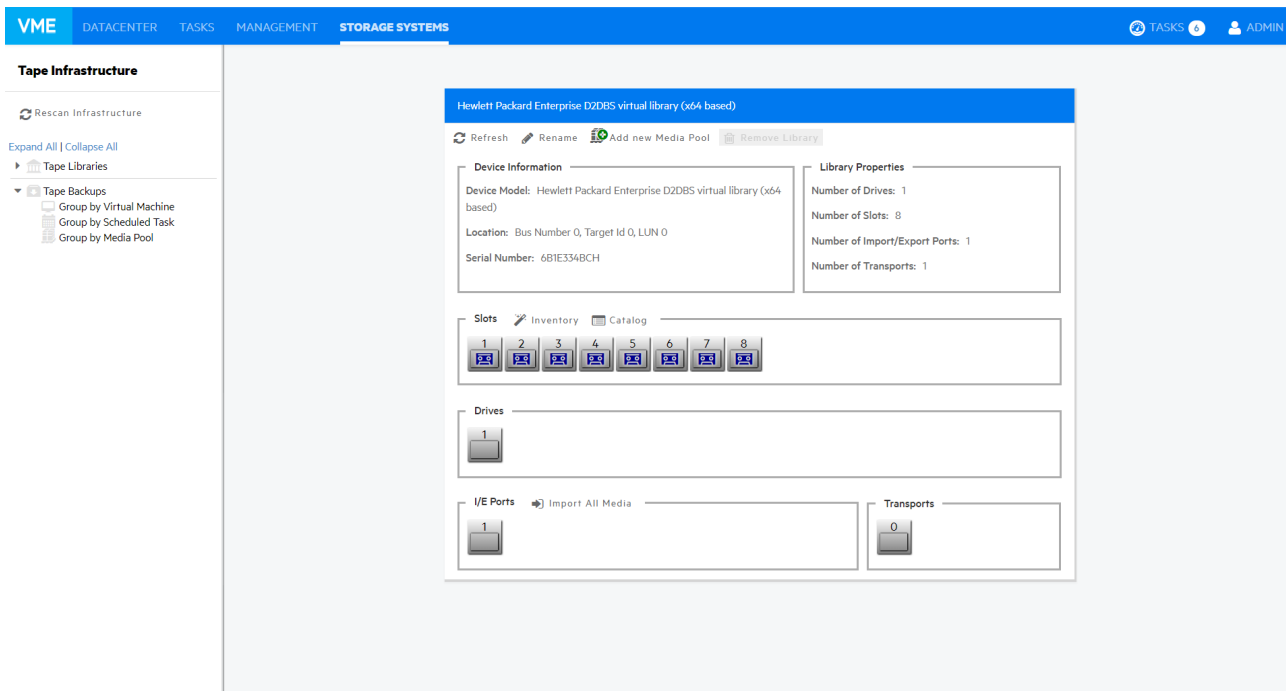 VME DATACENTER TASKS MANAGEMENT STORAGE SYSTEMS TASKS 6 ADMIN
Tape Infrastructure
Rescan Infrastructure
Expand All | Collapse All
Tape Libraries
Tape Backups
Group by Virtual Machine
Group by Scheduled Task
Group by Media Pool
Hewlett Packard Enterprise D2DBS virtual library (x64 based)
Refresh Rename Add new Media Pool Remove Library
Device Information
Device Model: Hewlett Packard Enterprise D2DBS virtual library (x64
based)
Location: Bus Number 0, Target Id 0, LUN 0
Serial Number: 6B1E334BCH
Library Properties
Number of Drives: 1
Number of Slots: 8
Number of Import/Export Ports: 1
Number of Transports: 1
Slots Inventory Catalog
1 2 3 4 5 6 7 8
Drives
1
I/E Ports Import All Media
1
Transports
0